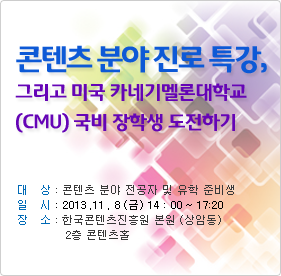 콘텐츠 분야 진로 특강,
그리고 미국 카네기멜론대학교
(CMU) 국비 장학생 도전하기
대 상 : 콘텐츠 분야 전공자 및 유학 준비생
일 시 : 2013.11. 8(금) 14 : 00 ~ 17:20
장 소 : 한국콘텐츠진흥원 본원 (상암동)
2층 콘텐츠홀